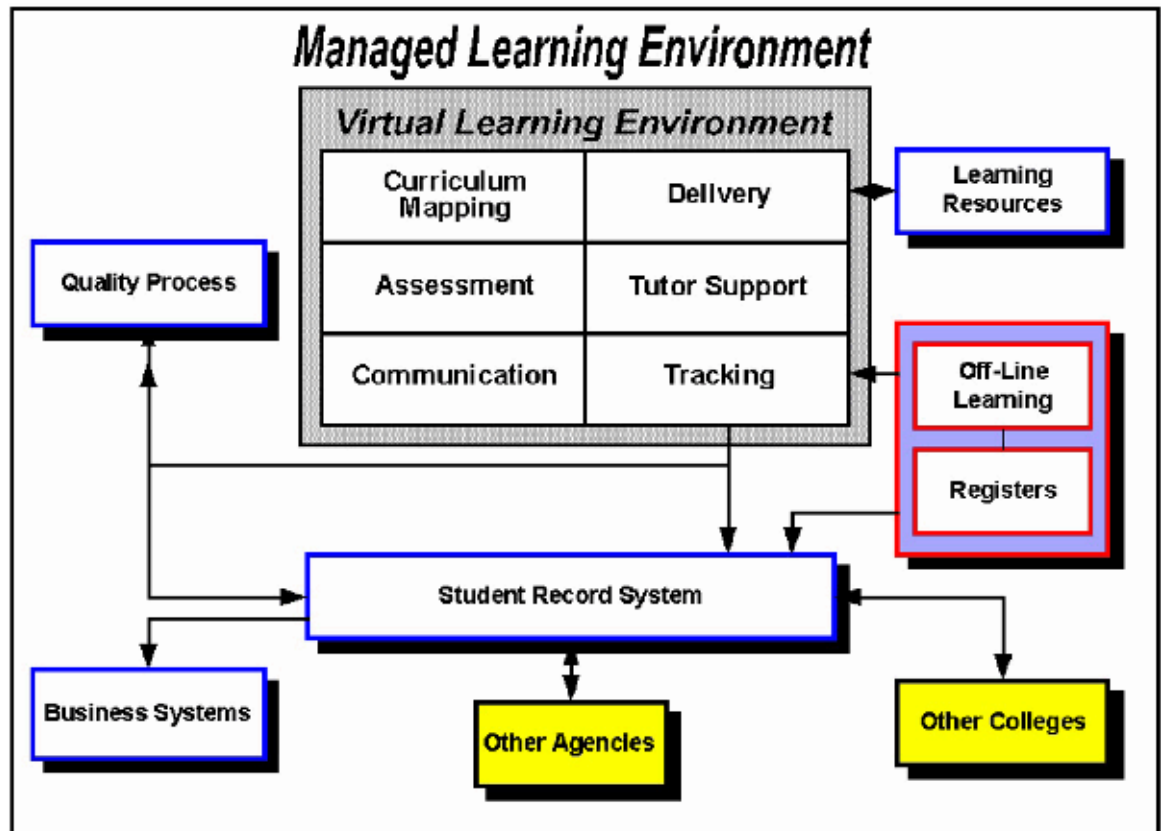 Managed Learning Environment
Virtual Learning Environment
Curriculum
Mapping
Delivery
Learning
Resources
Quality Process
Assessment
Tutor Support
Communication
Tracking
Off-Line
Learning
Registers
Student Record System
Business Systems
Other Agencies
Other Colleges